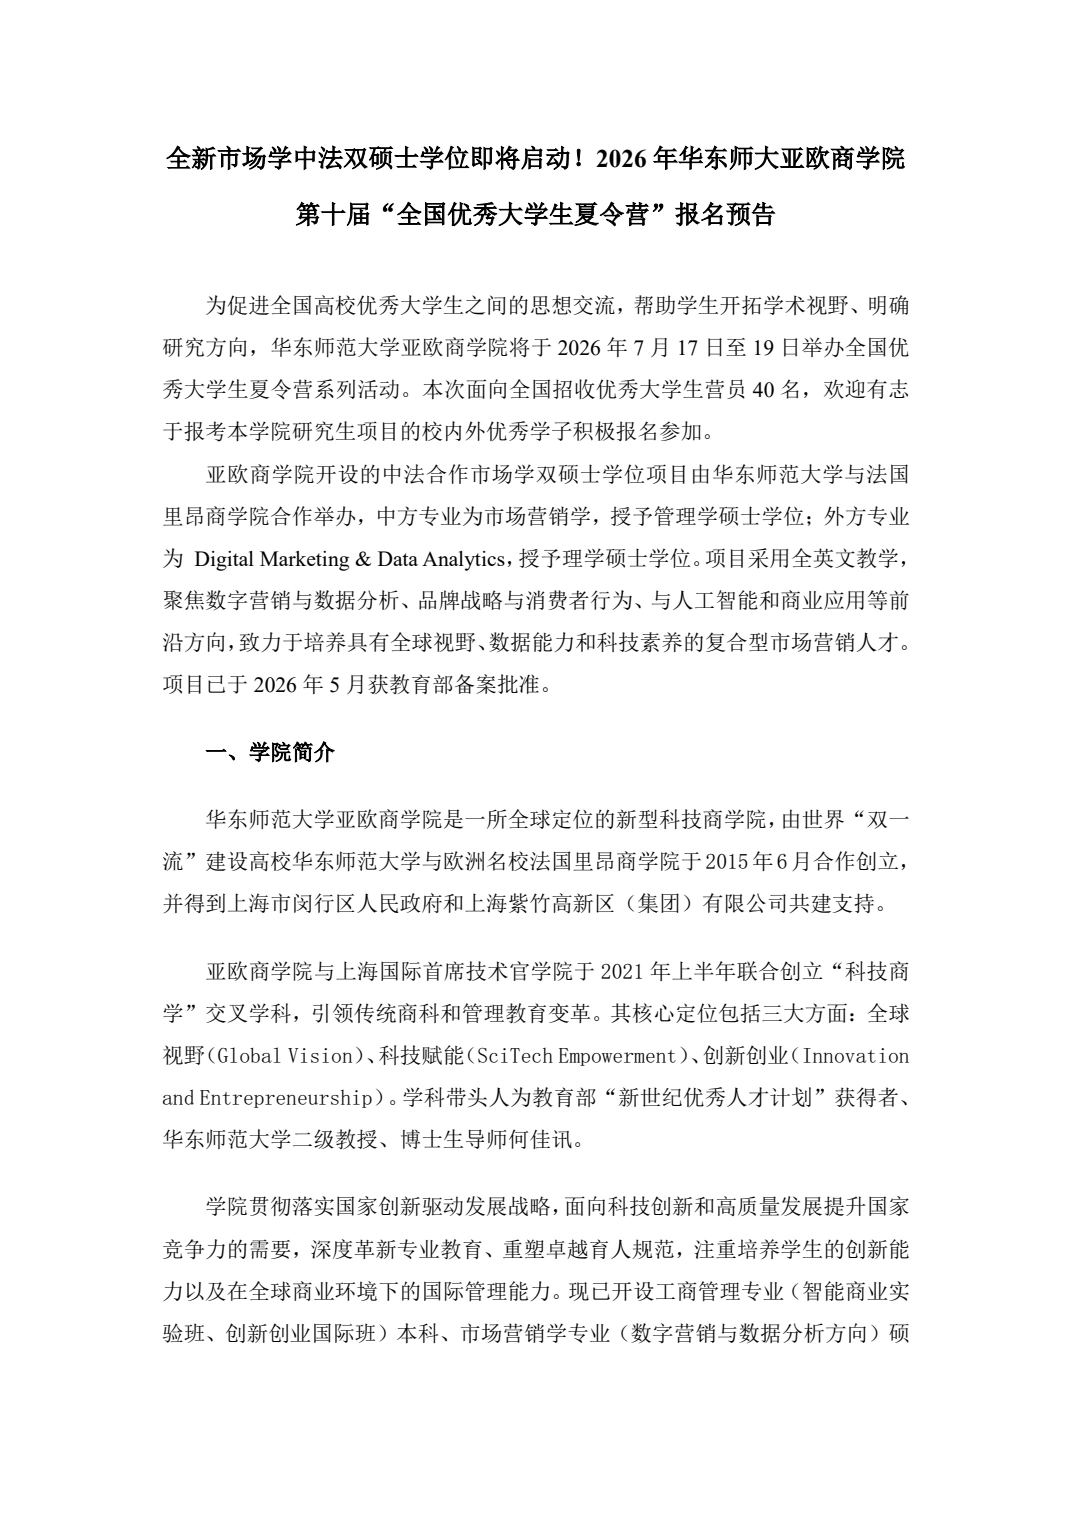 全新市场学中法双硕士学位即将启动！2026 年华东师大亚欧商学院
第十届“全国优秀大学生夏令营”报名预告
为促进全国高校优秀大学生之间的思想交流，帮助学生开拓学术视野、明确
研究方向，华东师范大学亚欧商学院将于 2026 年 7 月 17 日至 19 日举办全国优
秀大学生夏令营系列活动。本次面向全国招收优秀大学生营员 40 名，欢迎有志
于报考本学院研究生项目的校内外优秀学子积极报名参加。
亚欧商学院开设的中法合作市场学双硕士学位项目由华东师范大学与法国
里昂商学院合作举办，中方专业为市场营销学，授予管理学硕士学位；外方专业
为 Digital Marketing & Data Analytics，授予理学硕士学位。项目采用全英文教学，
聚焦数字营销与数据分析、品牌战略与消费者行为、与人工智能和商业应用等前
沿方向，致力于培养具有全球视野、数据能力和科技素养的复合型市场营销人才。
项目已于 2026 年 5 月获教育部备案批准。
一、学院简介
华东师范大学亚欧商学院是一所全球定位的新型科技商学院，由世界“双一
流”建设高校华东师范大学与欧洲名校法国里昂商学院于 2015 年 6 月合作创立，
并得到上海市闵行区人民政府和上海紫竹高新区（集团）有限公司共建支持。
亚欧商学院与上海国际首席技术官学院于 2021 年上半年联合创立“科技商
学”交叉学科，引领传统商科和管理教育变革。其核心定位包括三大方面：全球
视野（Global Vision）、科技赋能（SciTech Empowerment）、创新创业（Innovation
and Entrepreneurship）。学科带头人为教育部“新世纪优秀人才计划”获得者、
华东师范大学二级教授、博士生导师何佳讯。
学院贯彻落实国家创新驱动发展战略，面向科技创新和高质量发展提升国家
竞争力的需要，深度革新专业教育、重塑卓越育人规范，注重培养学生的创新能
力以及在全球商业环境下的国际管理能力。现已开设工商管理专业（智能商业实
验班、创新创业国际班）本科、市场营销学专业（数字营销与数据分析方向）硕